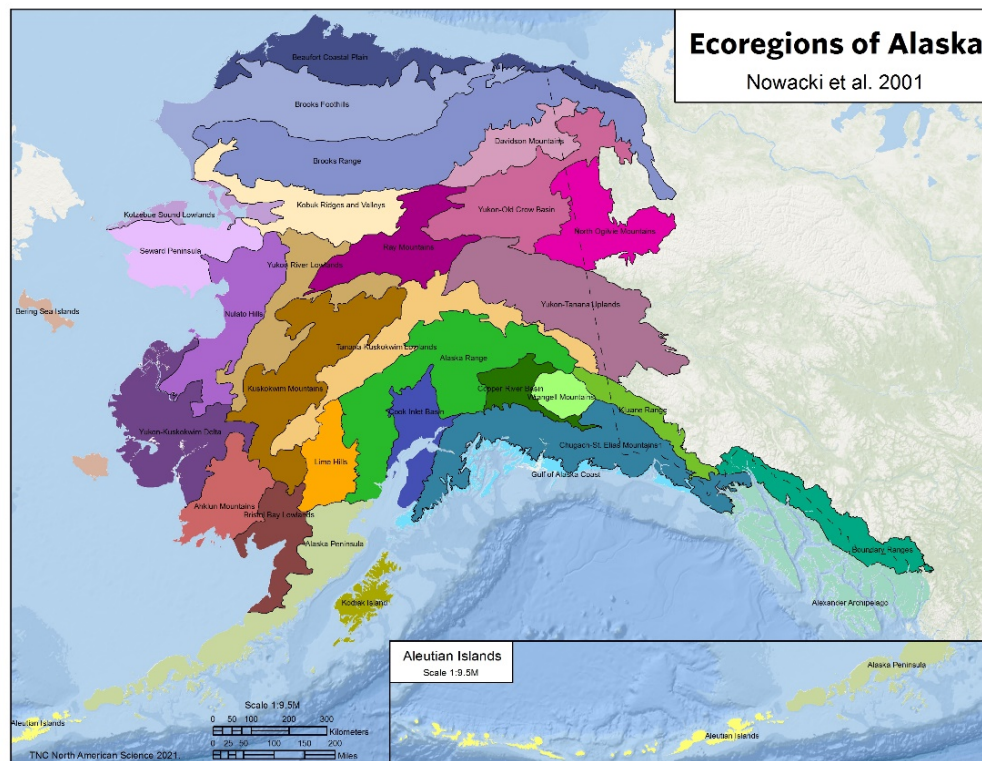 Ecoregions of Alaska
Nowacki et al. 2001
Beaufort Coastal Plain
Brooks Foothills
Davidson Mountains
Brooks Range
Kobuk Ridges and Valleys
Yukon-Old Crow Basin
Kotzebue Sound Lowlands
North Ogilvie Mountains
Ray Mountains
Seward Peninsula
Yukon River Lowlands
Yukon-Tanana Uplands
Bering Sea Islands
Nulato Hills
Tanana Kuskokwim Lowlands
Alaska Range
Kuskokwim Mountains
Copper River Basin
Wrangell Mountains
Kluane Range
Cook Inlet Basin
Yukon-Kuskokwim Delta
Chugach-St. Elias Mountains
Lime Hills
Gulf of Alaska Coast
Ahklun Mountains
Bristol Bay Lowlands
Alaska Peninsula
Boundary Ranges
Kodiak Island
Alexander Archipelago
Aleutian Islands
Scale 1:9.5M
Alaska Peninsula
Aleutian Islands
Scale 1:9.5M
0 50 100 200 300
Kilometers
0 25 50 100 150 200
Miles
Aleutian Islands
TNC North American Science 2021.